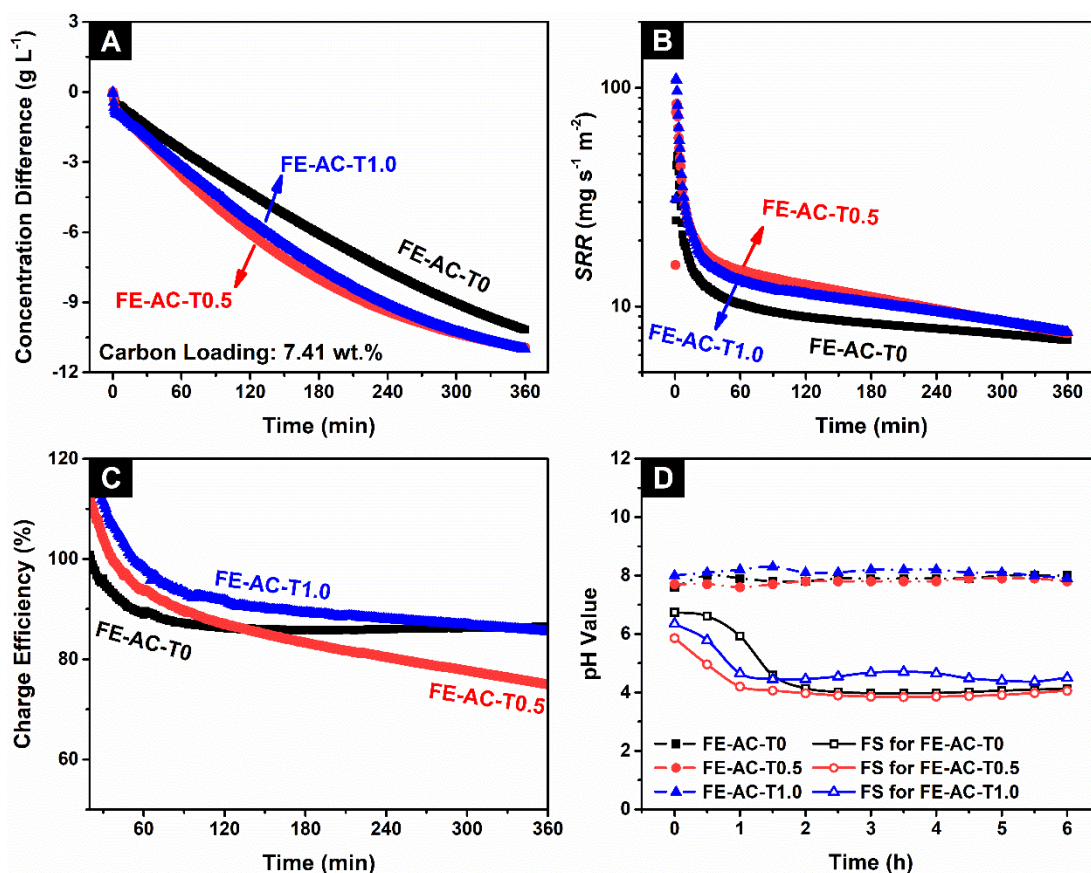 A
Concentration Difference (g L⁻¹)
0
-3
-6
-9
-12
FE-AC-T1.0
FE-AC-T0.5
FE-AC-T0
Carbon Loading: 7.41 wt.%
0 60 120 180 240 300 360
Time (min)
B
SRR (mg s⁻¹ m⁻²)
100
10
FE-AC-T0.5
FE-AC-T1.0
FE-AC-T0
0 60 120 180 240 300 360
Time (min)
C
Charge Efficiency (%)
120
100
80
60
FE-AC-T1.0
FE-AC-T0
FE-AC-T0.5
60 120 180 240 300 360
Time (min)
D
pH Value
12
10
8
6
4
2
0
FE-AC-T0 FS for FE-AC-T0
FE-AC-T0.5 FS for FE-AC-T0.5
FE-AC-T1.0 FS for FE-AC-T1.0
0 1 2 3 4 5 6
Time (h)